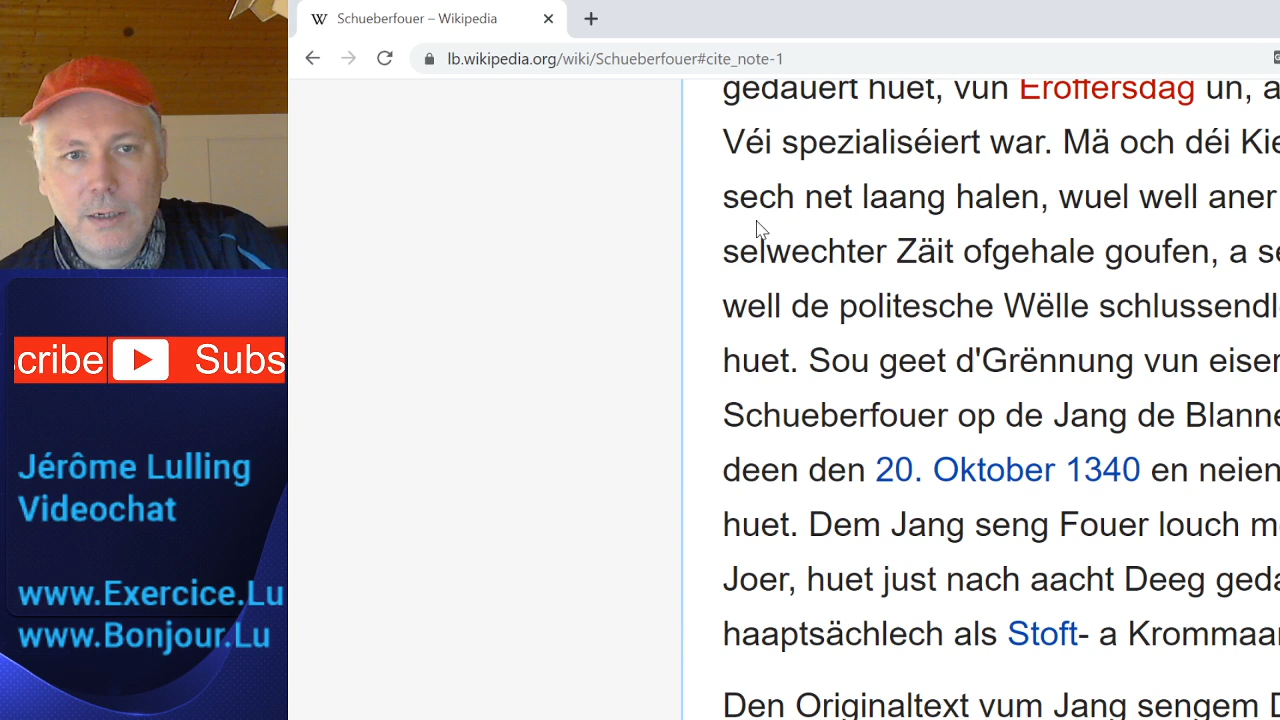 Schueberfouer – Wikipedia
lb.wikipedia.org/wiki/Schueberfouer#cite_note-1
gedauert huet, vun Eröffersdag un, a
Véi spezialiséiert war. Mä och déi Kie
sech net laang halen, wuel well aner
selwechter Zäit ofgehale goufen, a se
well de politesche Wëlle schlussendl
huet. Sou geet d'Grënnung vun eiser
Schueberfouer op de Jang de Blanne
deen den 20. Oktober 1340 en neien
huet. Dem Jang seng Fouer louch m
Joer, huet just nach aacht Deeg geda
haaptsächlech als Stoft- a Krommaar
Den Originaltext vum Jang sengem D
cribe Subs
Jérôme Lulling
Videochat
www.Exercice.Lu
www.Bonjour.Lu